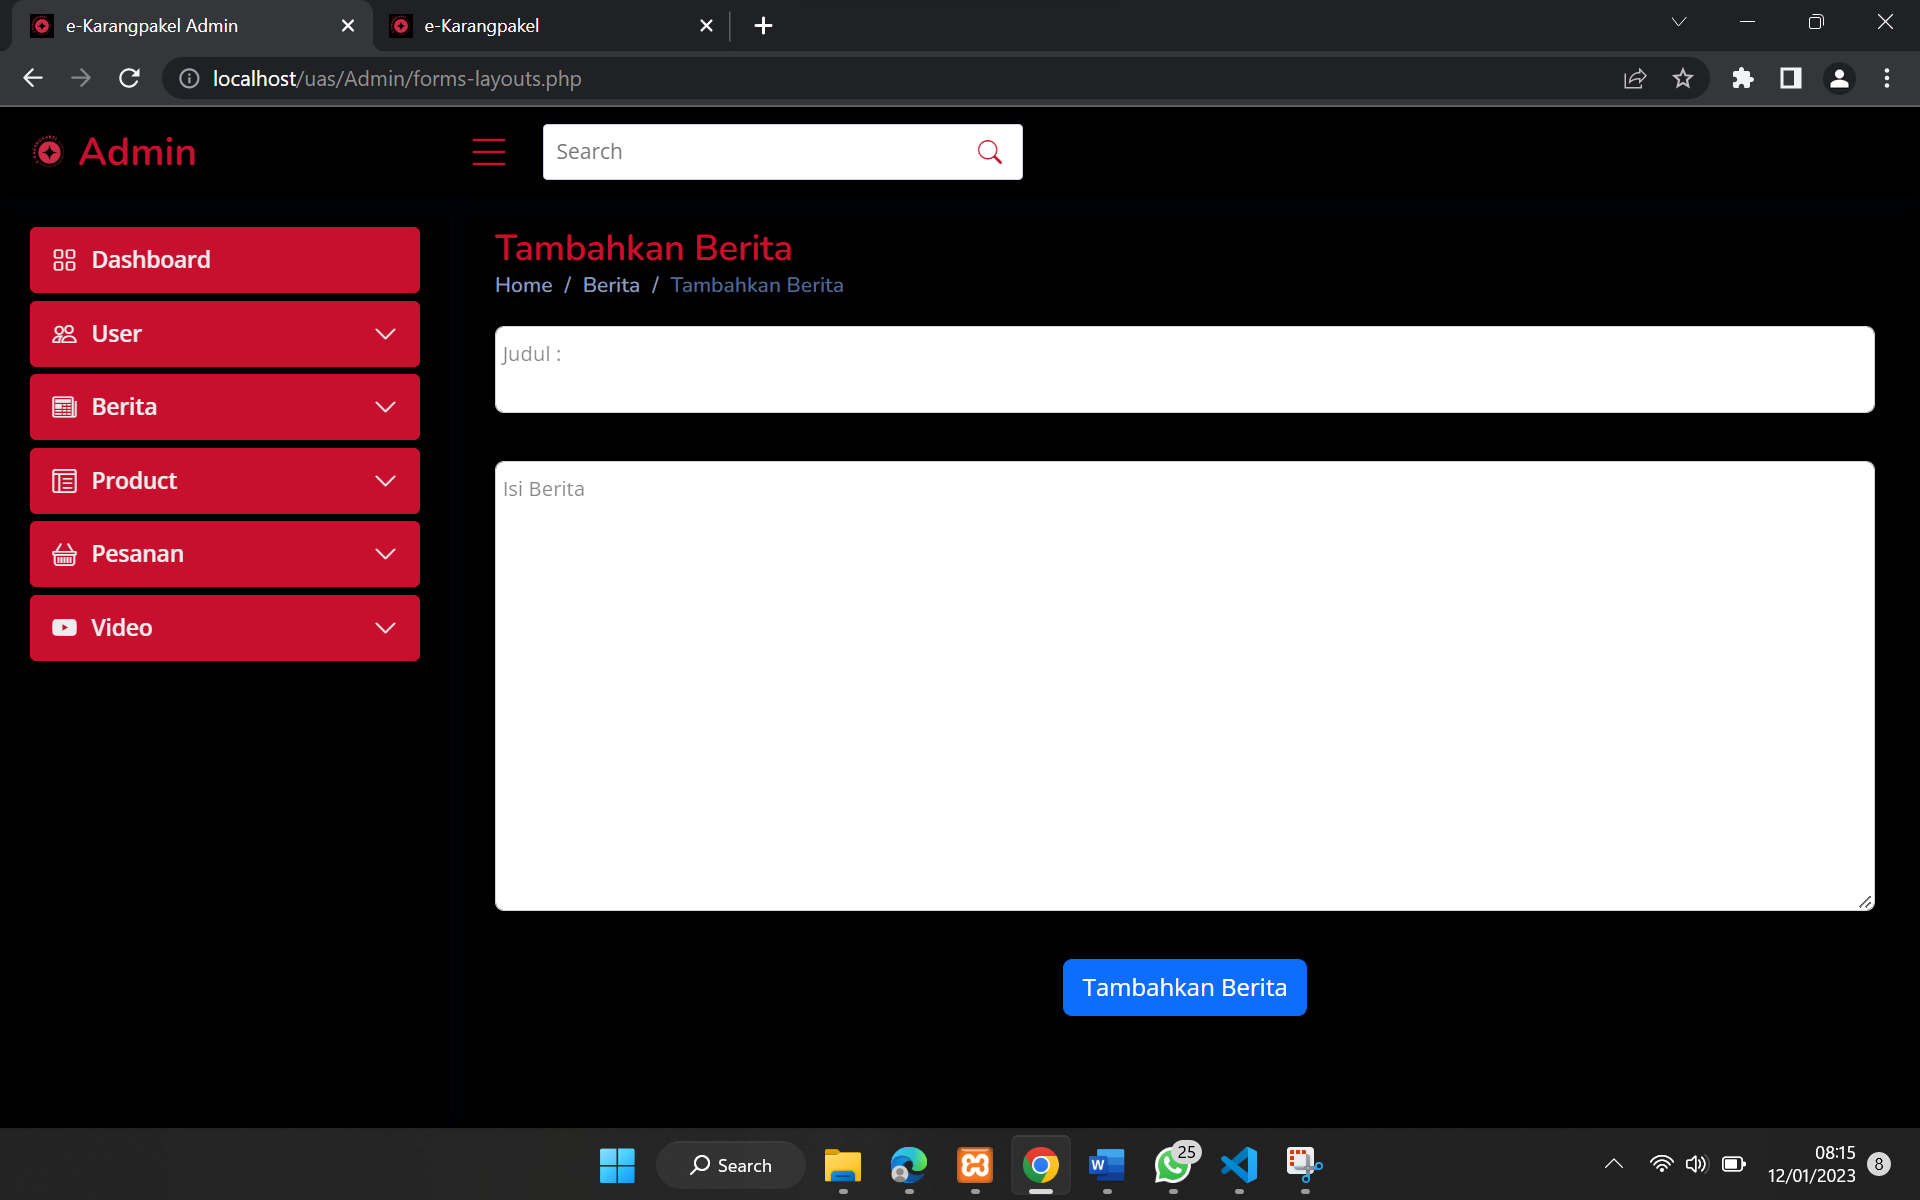 e-Karangpakel Admin
e-Karangpakel
localhost/uas/Admin/forms-layouts.php
Admin
Search
Dashboard
User
Berita
Product
Pesanan
Video
Tambahkan Berita
Home / Berita / Tambahkan Berita
Judul :
Isi Berita
Tambahkan Berita
Search
25
08:15
12/01/2023
8